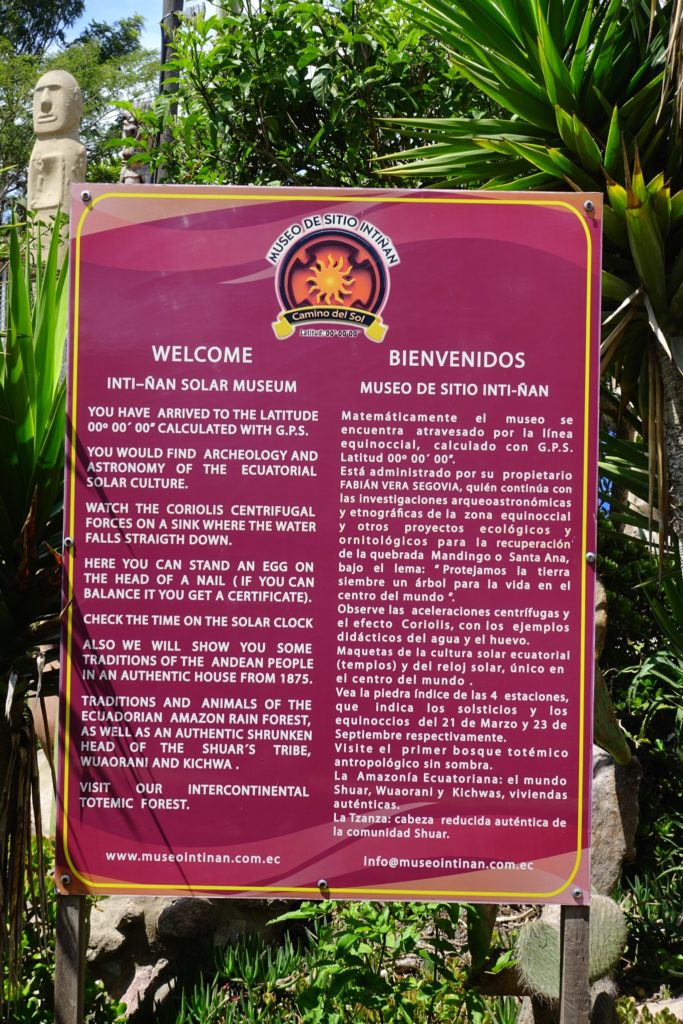 MUSEO DE SITIO INTIÑAN
Camino del Sol
Latitud: 00º 00' 00"
WELCOME
INTI–ÑAN SOLAR MUSEUM
YOU HAVE ARRIVED TO THE LATITUDE
00º 00´ 00” CALCULATED WITH G.P.S.
YOU WOULD FIND ARCHEOLOGY AND
ASTRONOMY OF THE ECUATORIAL
SOLAR CULTURE.
WATCH THE CORIOLIS CENTRIFUGAL
FORCES ON A SINK WHERE THE WATER
FALLS STRAIGTH DOWN.
HERE YOU CAN STAND AN EGG ON
THE HEAD OF A NAIL ( IF YOU CAN
BALANCE IT YOU GET A CERTIFICATE).
CHECK THE TIME ON THE SOLAR CLOCK
ALSO WE WILL SHOW YOU SOME
TRADITIONS OF THE ANDEAN PEOPLE
IN AN AUTHENTIC HOUSE FROM 1875.
TRADITIONS AND ANIMALS OF THE
ECUADORIAN AMAZON RAIN FOREST,
AS WELL AS AN AUTHENTIC SHRUNKEN
HEAD OF THE SHUAR´S TRIBE,
WUAORANI AND KICHWA .
VISIT OUR INTERCONTINENTAL
TOTEMIC FOREST.
www.museointinan.com.ec
BIENVENIDOS
MUSEO DE SITIO INTI-ÑAN
Matemáticamente el museo se
encuentra atravesado por la línea
equinoccial, calculado con G.P.S.
Latitud 00º 00´ 00”.
Está administrado por su propietario
FABIÁN VERA SEGOVIA, quién continúa con
las investigaciones arqueoastronómicas
y etnográficas de la zona equinoccial
y otros proyectos ecológicos y
ornitológicos para la recuperación
de la quebrada Mandingo o Santa Ana,
bajo el lema: “ Protejamos la tierra
siembre un árbol para la vida en el
centro del mundo ”.
Observe las aceleraciones centrífugas y
el efecto Coriolis, con los ejemplos
didácticos del agua y el huevo.
Maquetas de la cultura solar ecuatorial
(templos) y del reloj solar, único en
el centro del mundo .
Vea la piedra índice de las 4 estaciones,
que indica los solsticios y los
equinoccios del 21 de Marzo y 23 de
Septiembre respectivamente.
Visite el primer bosque totémico
antropológico sin sombra.
La Amazonía Ecuatoriana: el mundo
Shuar, Wuaorani y Kichwas, viviendas
auténticas.
La Tzanza: cabeza reducida auténtica de
la comunidad Shuar.
Info@museointinan.com.ec